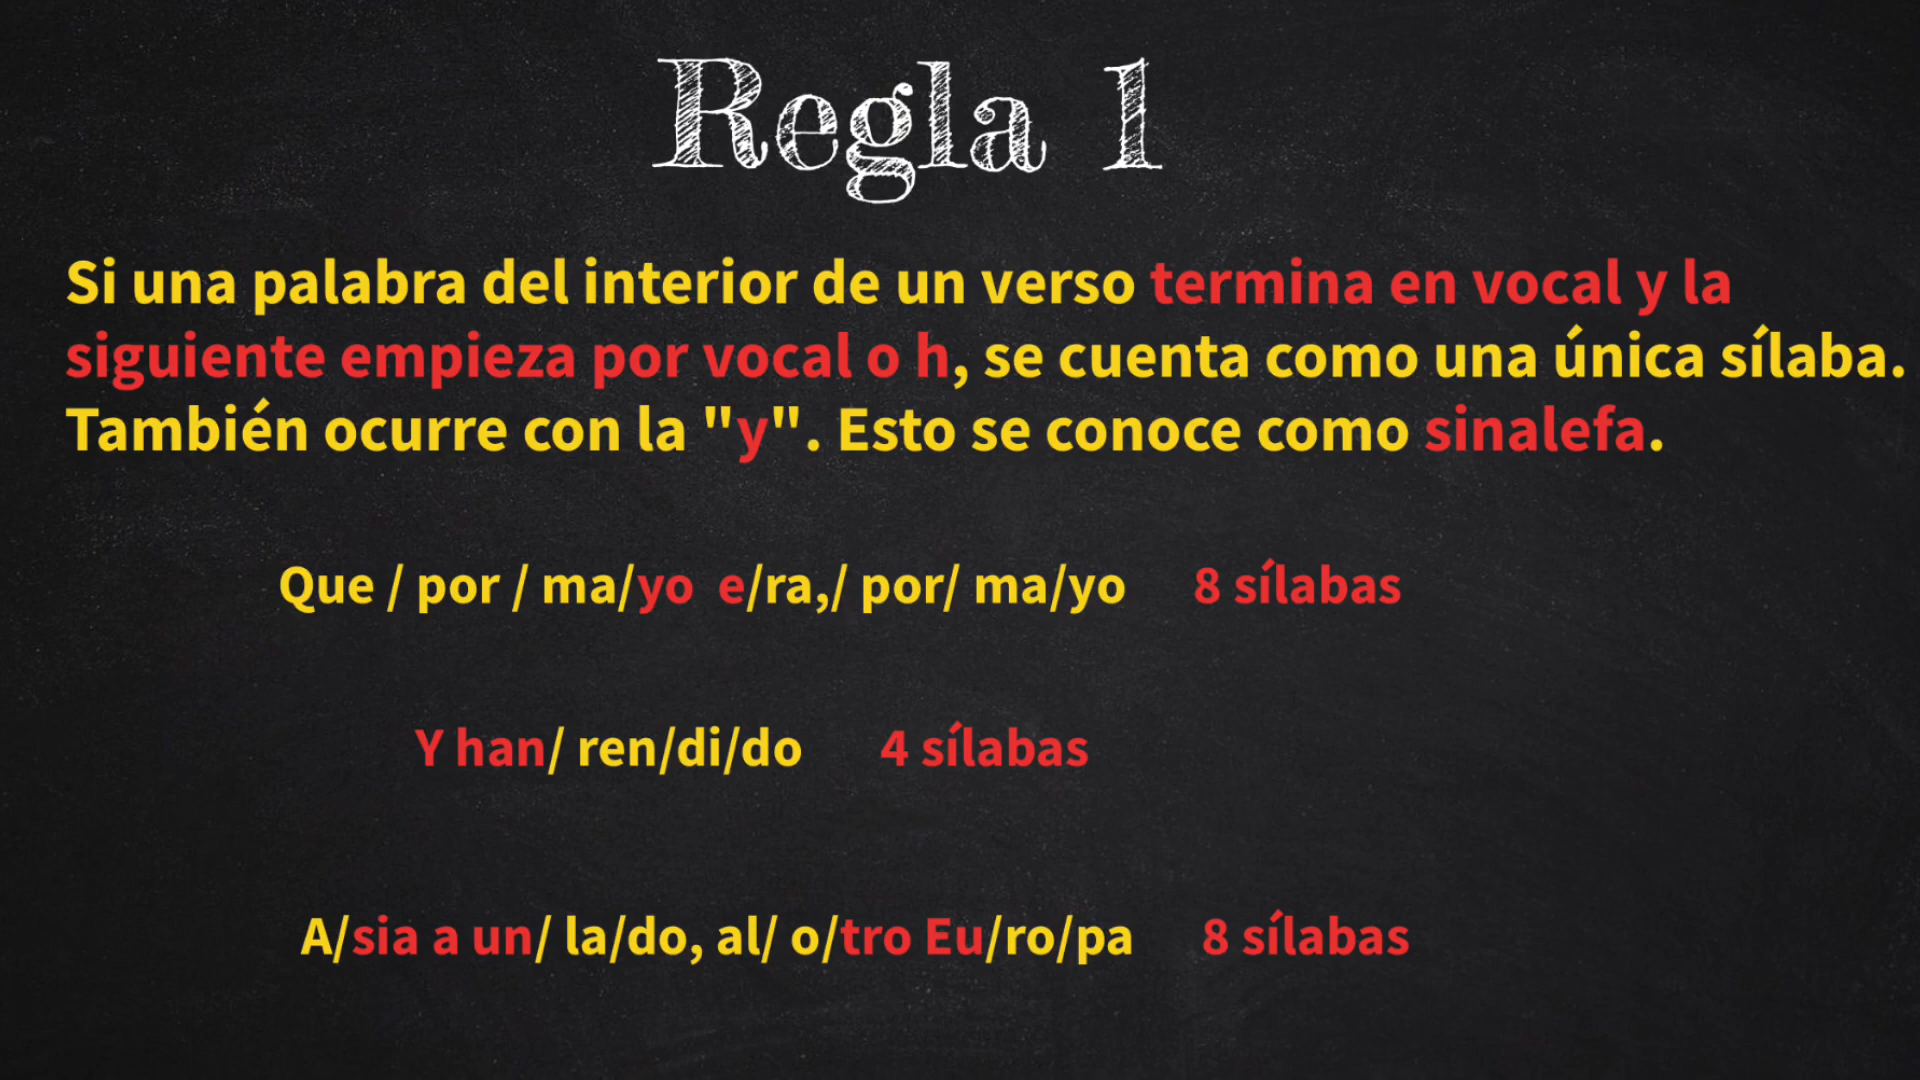 Regla 1
Si una palabra del interior de un verso termina en vocal y la
siguiente empieza por vocal o h, se cuenta como una única sílaba.
También ocurre con la "y". Esto se conoce como sinalefa.
Que / por / ma/yo e/ra,/ por/ ma/yo 8 sílabas
Y han/ ren/di/do 4 sílabas
A/sia a un/ la/do, al/ o/tro Eu/ro/pa 8 sílabas